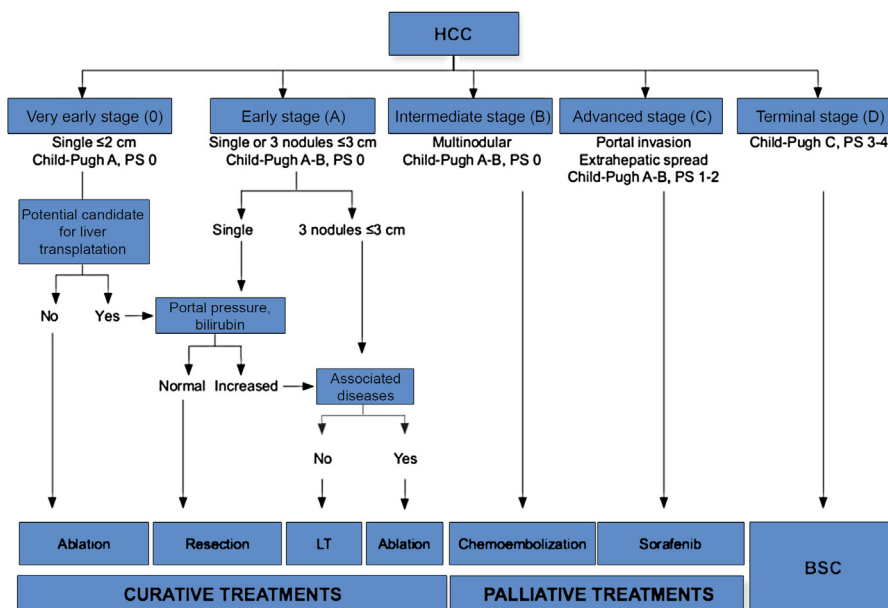 HCC
Very early stage (0)
Early stage (A)
Intermediate stage (B)
Advanced stage (C)
Terminal stage (D)
Single ≤2 cm
Child-Pugh A, PS 0
Single or 3 nodules ≤3 cm
Child-Pugh A-B, PS 0
Multinodular
Child-Pugh A-B, PS 0
Portal invasion
Extrahepatic spread
Child-Pugh A-B, PS 1-2
Child-Pugh C, PS 3-4
Potential candidate
for liver
transplatation
Single
3 nodules ≤3 cm
No
Yes
Portal pressure,
bilirubin
Normal
Increased
Associated
diseases
No
Yes
Ablation
Resection
LT
Ablation
Chemoembolization
Sorafenib
BSC
CURATIVE TREATMENTS
PALLIATIVE TREATMENTS